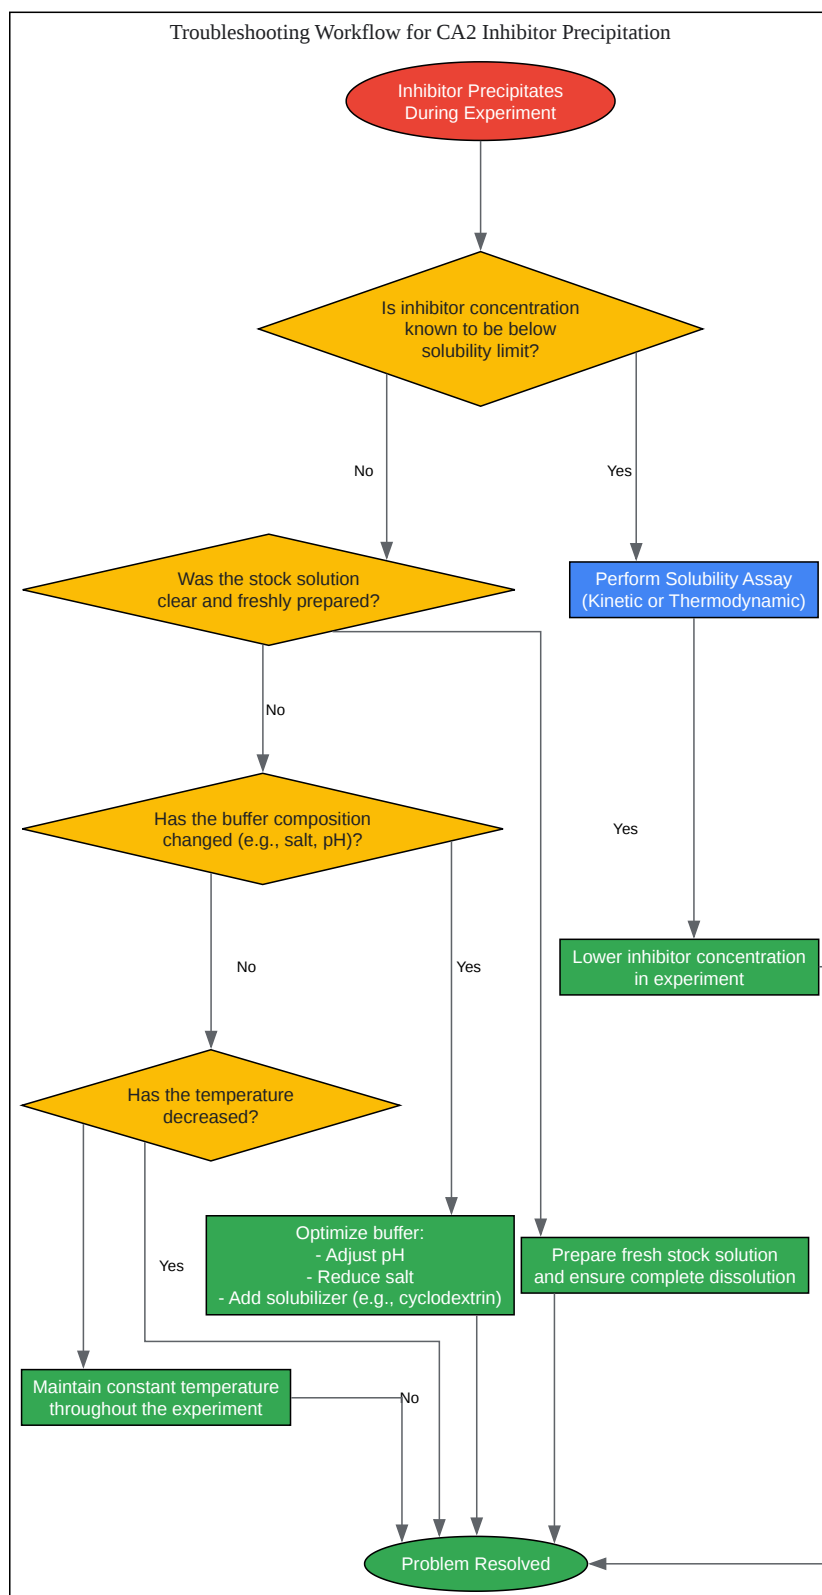 Troubleshooting Workflow for CA2 Inhibitor Precipitation
Inhibitor Precipitates
During Experiment
Is inhibitor concentration
known to be below
solubility limit?
No
Yes
Was the stock solution
clear and freshly prepared?
Perform Solubility Assay
(Kinetic or Thermodynamic)
No
Has the buffer composition
changed (e.g., salt, pH)?
Yes
Lower inhibitor concentration
in experiment
No
Yes
Has the temperature
decreased?
Optimize buffer:
- Adjust pH
- Reduce salt
- Add solubilizer (e.g., cyclodextrin)
Prepare fresh stock solution
and ensure complete dissolution
Yes
Maintain constant temperature
throughout the experiment
No
Problem Resolved